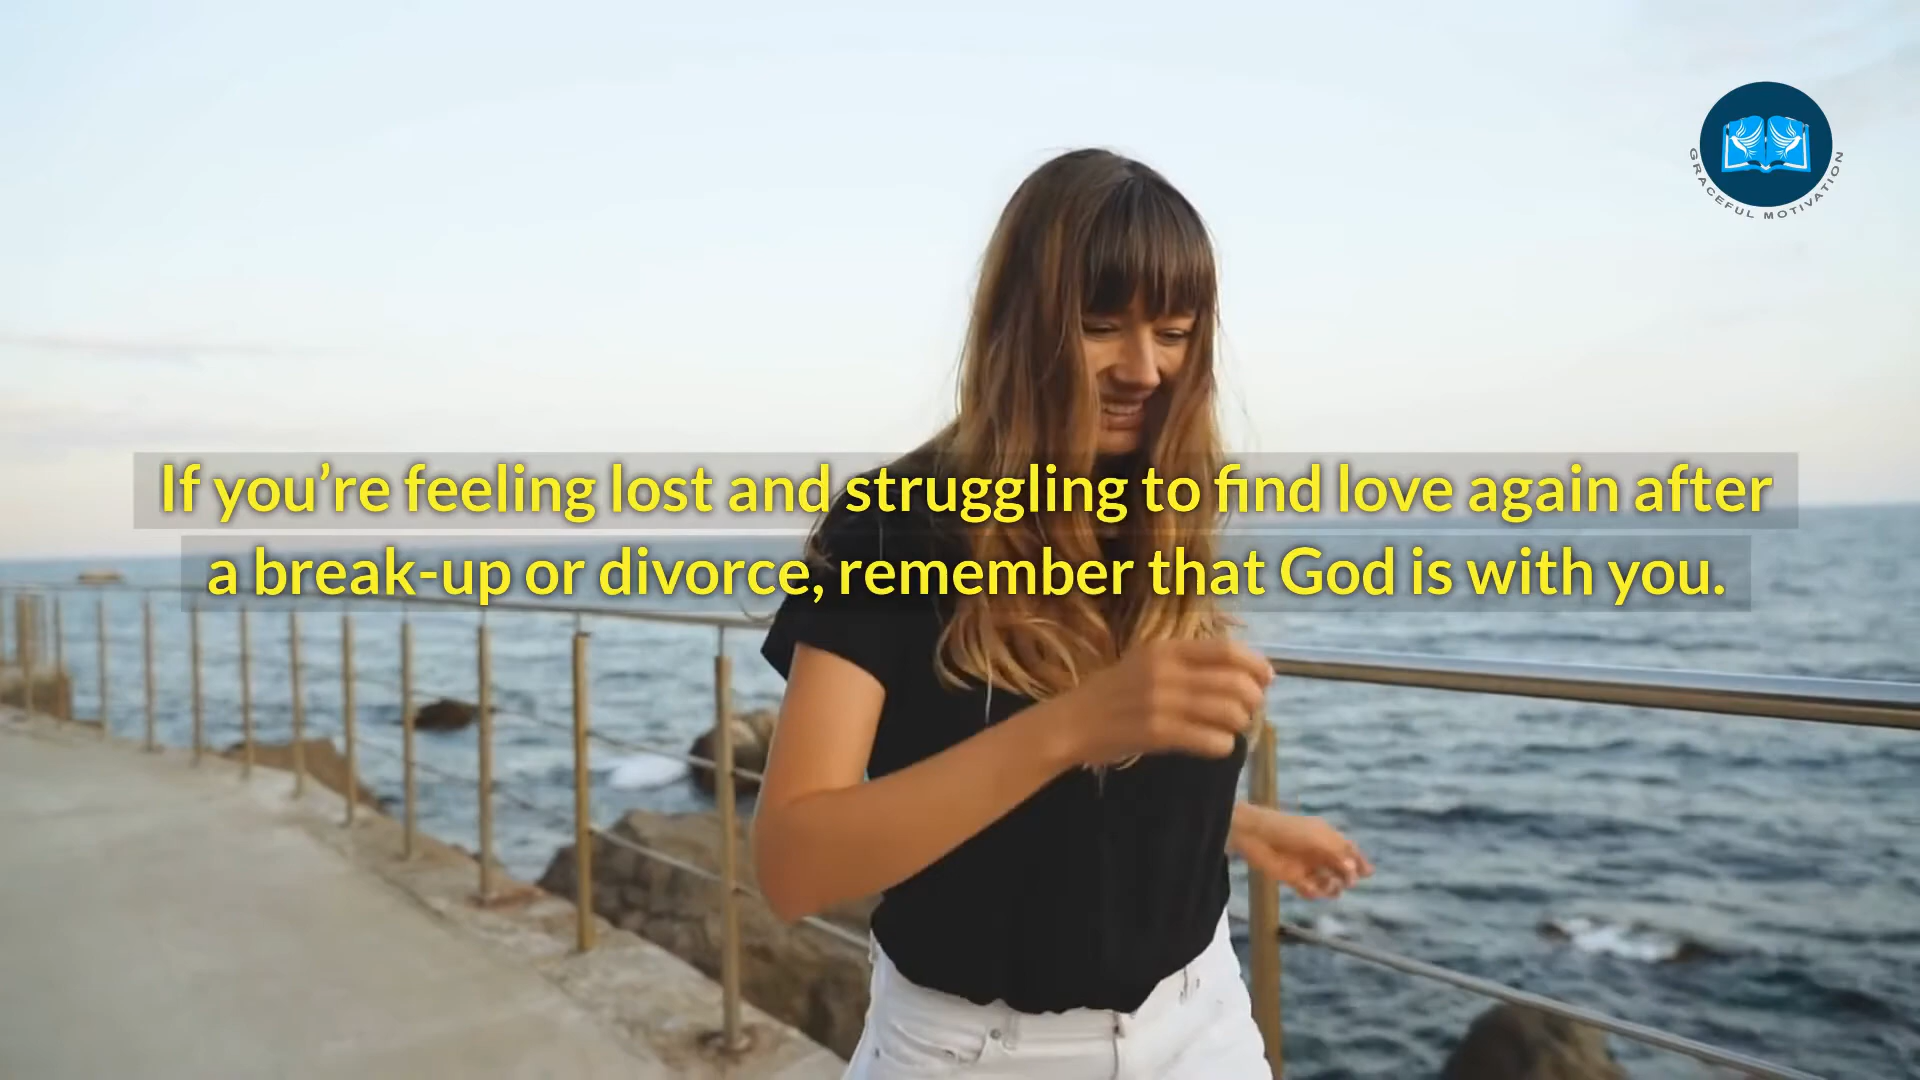 GRACEFUL MOTIVATION
If you’re feeling lost and struggling to find love again after
a break-up or divorce, remember that God is with you.